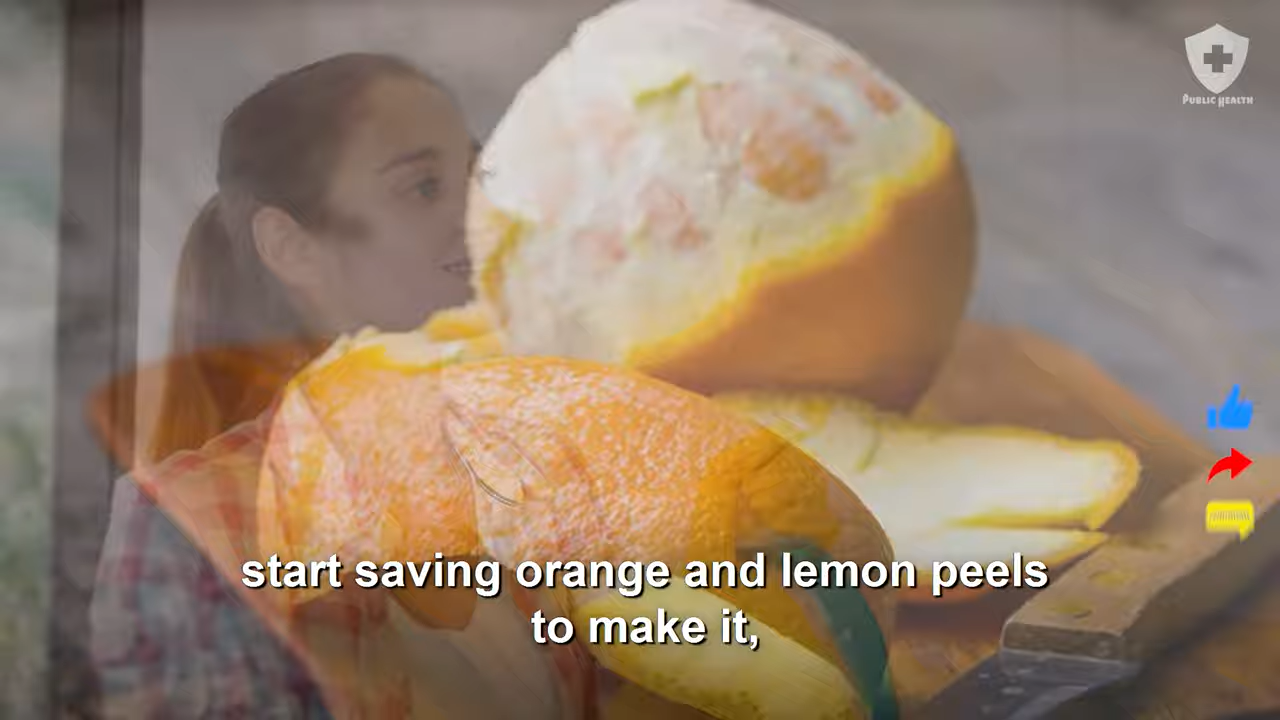 PUBLIC HEALTH
start saving orange and lemon peels
to make it,